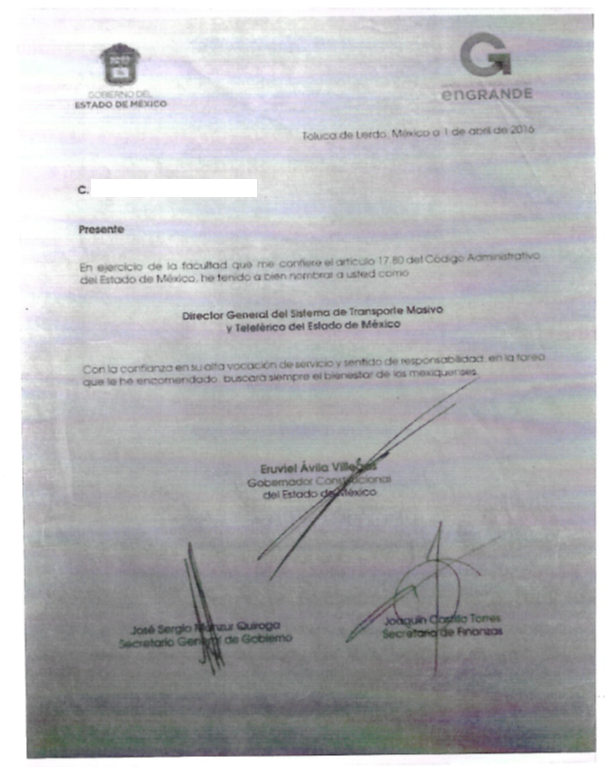 GOBIERNO DEL
ESTADO DE MÉXICO
enGRANDE
Toluca de Lerdo, México a 1 de abril de 2016
C.
Presente
En ejercicio de la facultad que me confiere el artículo 17.80 del Código Administrativo
del Estado de México, he tenido a bien nombrar a usted como
Director General del Sistema de Transporte Masivo
y Teleférico del Estado de México
Con la confianza en su alta vocación de servicio y sentido de responsabilidad, en la tarea
que le he encomendado, buscará siempre el bienestar de los mexiquenses.
Eruviel Ávila Villegas
Gobernador Constitucional
del Estado de México
José Sergio Manzur Quiroga
Secretario General de Gobierno
Joaquín Castillo Torres
Secretario de Finanzas